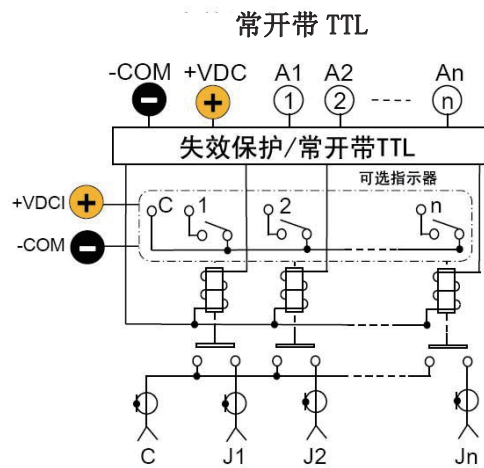 常开带 TTL
-COM +VDC A1 A2 An
1 2 n
失效保护/常开带TTL
可选指示器
+VDCI
C 1 2 n
-COM
C J1 J2 Jn